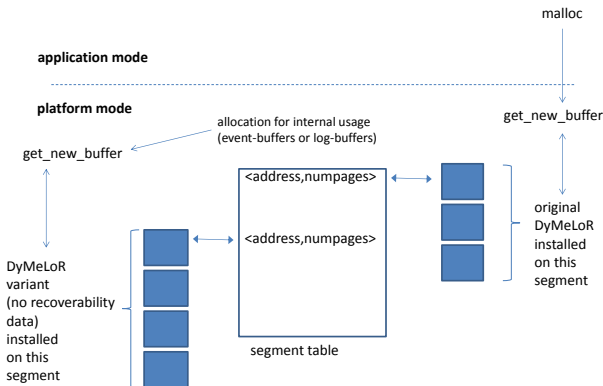 malloc
application mode
platform mode
allocation for internal usage
(event-buffers or log-buffers)
get_new_buffer
get_new_buffer
<address,numpages>
<address,numpages>
original
DyMeLoR
installed
on this
segment
DyMeLoR
variant
(no recoverability
data)
installed
on this
segment
segment table